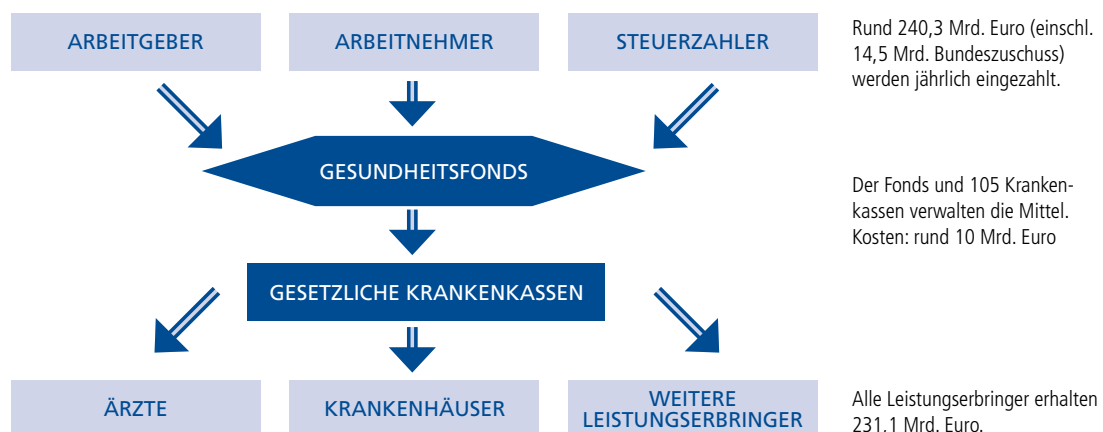 ARBEITGEBER
ARBEITNEHMER
STEUERZAHLER
Rund 240,3 Mrd. Euro (einschl.
14,5 Mrd. Bundeszuschuss)
werden jährlich eingezahlt.
GESUNDHEITSFONDS
Der Fonds und 105 Kranken-
kassen verwalten die Mittel.
Kosten: rund 10 Mrd. Euro
GESETZLICHE KRANKENKASSEN
ÄRZTE
KRANKENHÄUSER
WEITERE
LEISTUNGSERBRINGER
Alle Leistungserbringer erhalten
231,1 Mrd. Euro.